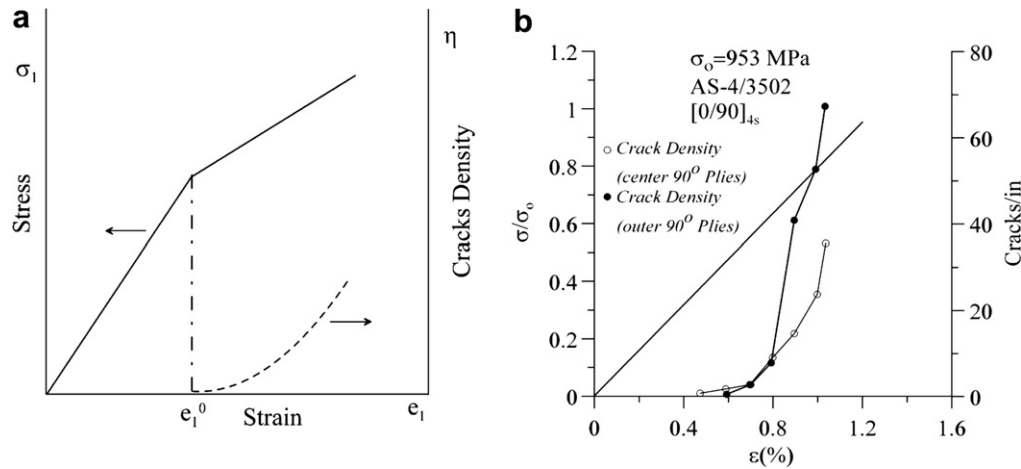 a
σ₁
Stress
η
Cracks Density
e₁⁰
Strain
e₁
b
σₒ=953 MPa
AS-4/3502
[0/90]₄ₛ
Crack Density
(center 90ᴼ Plies)
Crack Density
(outer 90ᴼ Plies)
σ/σₒ
1.2
1
0.8
0.6
0.4
0.2
0
80
60
40
20
0
Cracks/in
0
0.4
0.8
1.2
1.6
ε(%)